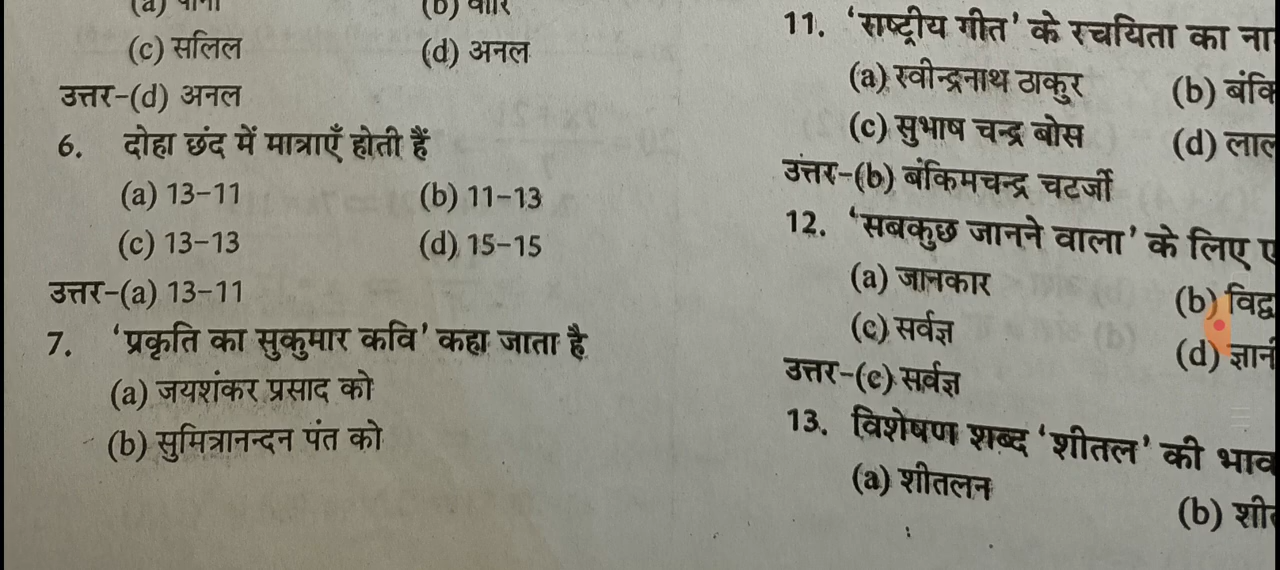 (c) सलिल (d) अनल
उत्तर-(d) अनल
6. दोहा छंद में मात्राएँ होती हैं
(a) 13-11 (b) 11-13
(c) 13-13 (d) 15-15
उत्तर-(a) 13-11
7. 'प्रकृति का सुकुमार कवि' कहा जाता है
(a) जयशंकर प्रसाद को
(b) सुमित्रानन्दन पंत को
11. 'राष्ट्रीय गीत' के रचयिता का
(a) रवीन्द्रनाथ ठाकुर (b)
(c) सुभाष चन्द्र बोस (d)
उत्तर-(b) बंकिमचन्द्र चटर्जी
12. 'सबकुछ जानने वाला' के लिए
(a) जानकार (b)
(c) सर्वज्ञ (d)
उत्तर-(c) सर्वज्ञ
13. विशेषण शब्द 'शीतल' की
(a) शीतलन (b)